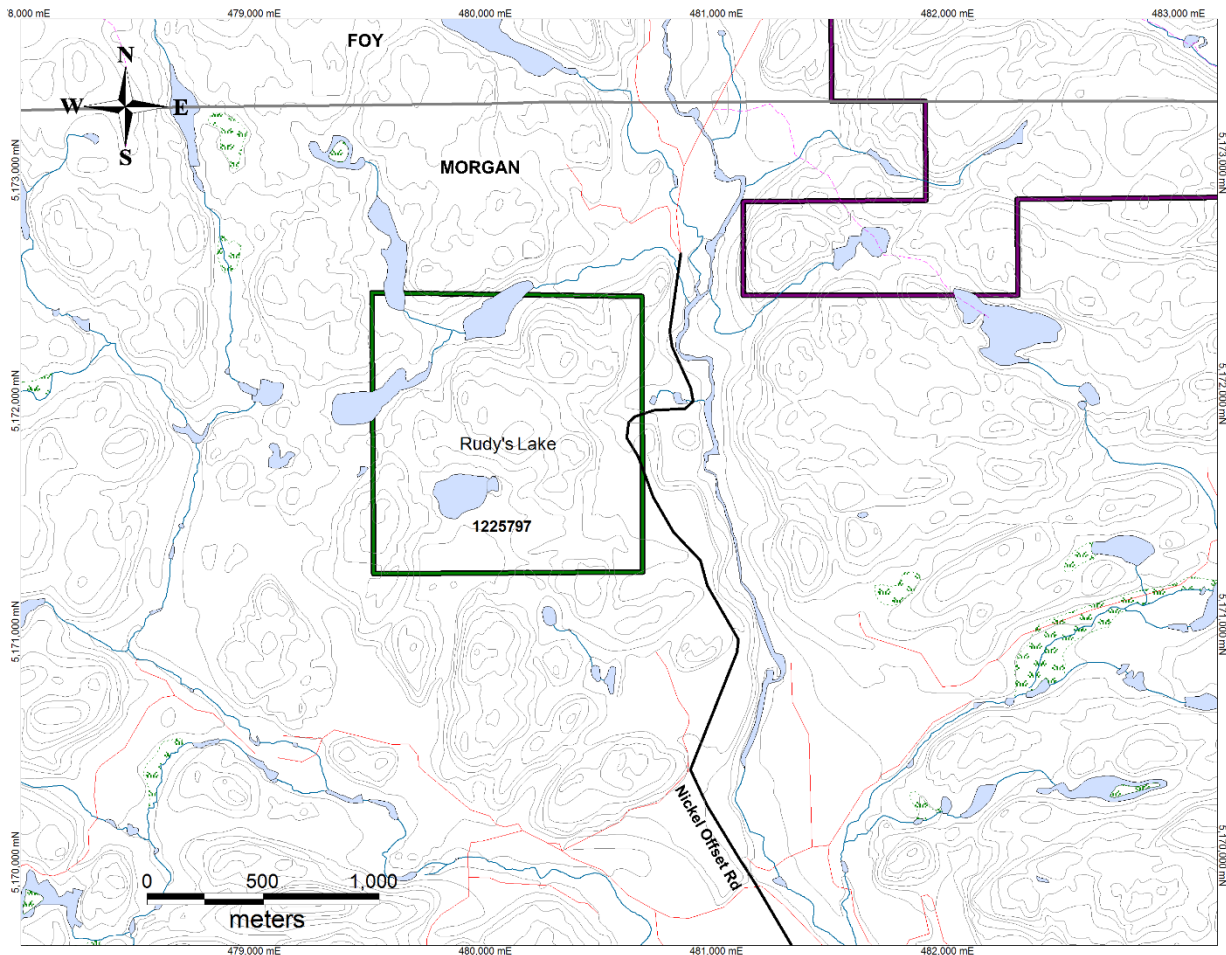 8,000 mE
479,000 mE
480,000 mE
481,000 mE
482,000 mE
483,000 mE
FOY
N
W
E
S
MORGAN
5,173,000 mN
5,173,000 mN
5,172,000 mN
5,172,000 mN
Rudy's Lake
1225797
5,171,000 mN
5,171,000 mN
Nickel Offset Rd
5,170,000 mN
5,170,000 mN
0
500
1,000
meters
479,000 mE
480,000 mE
481,000 mE
482,000 mE